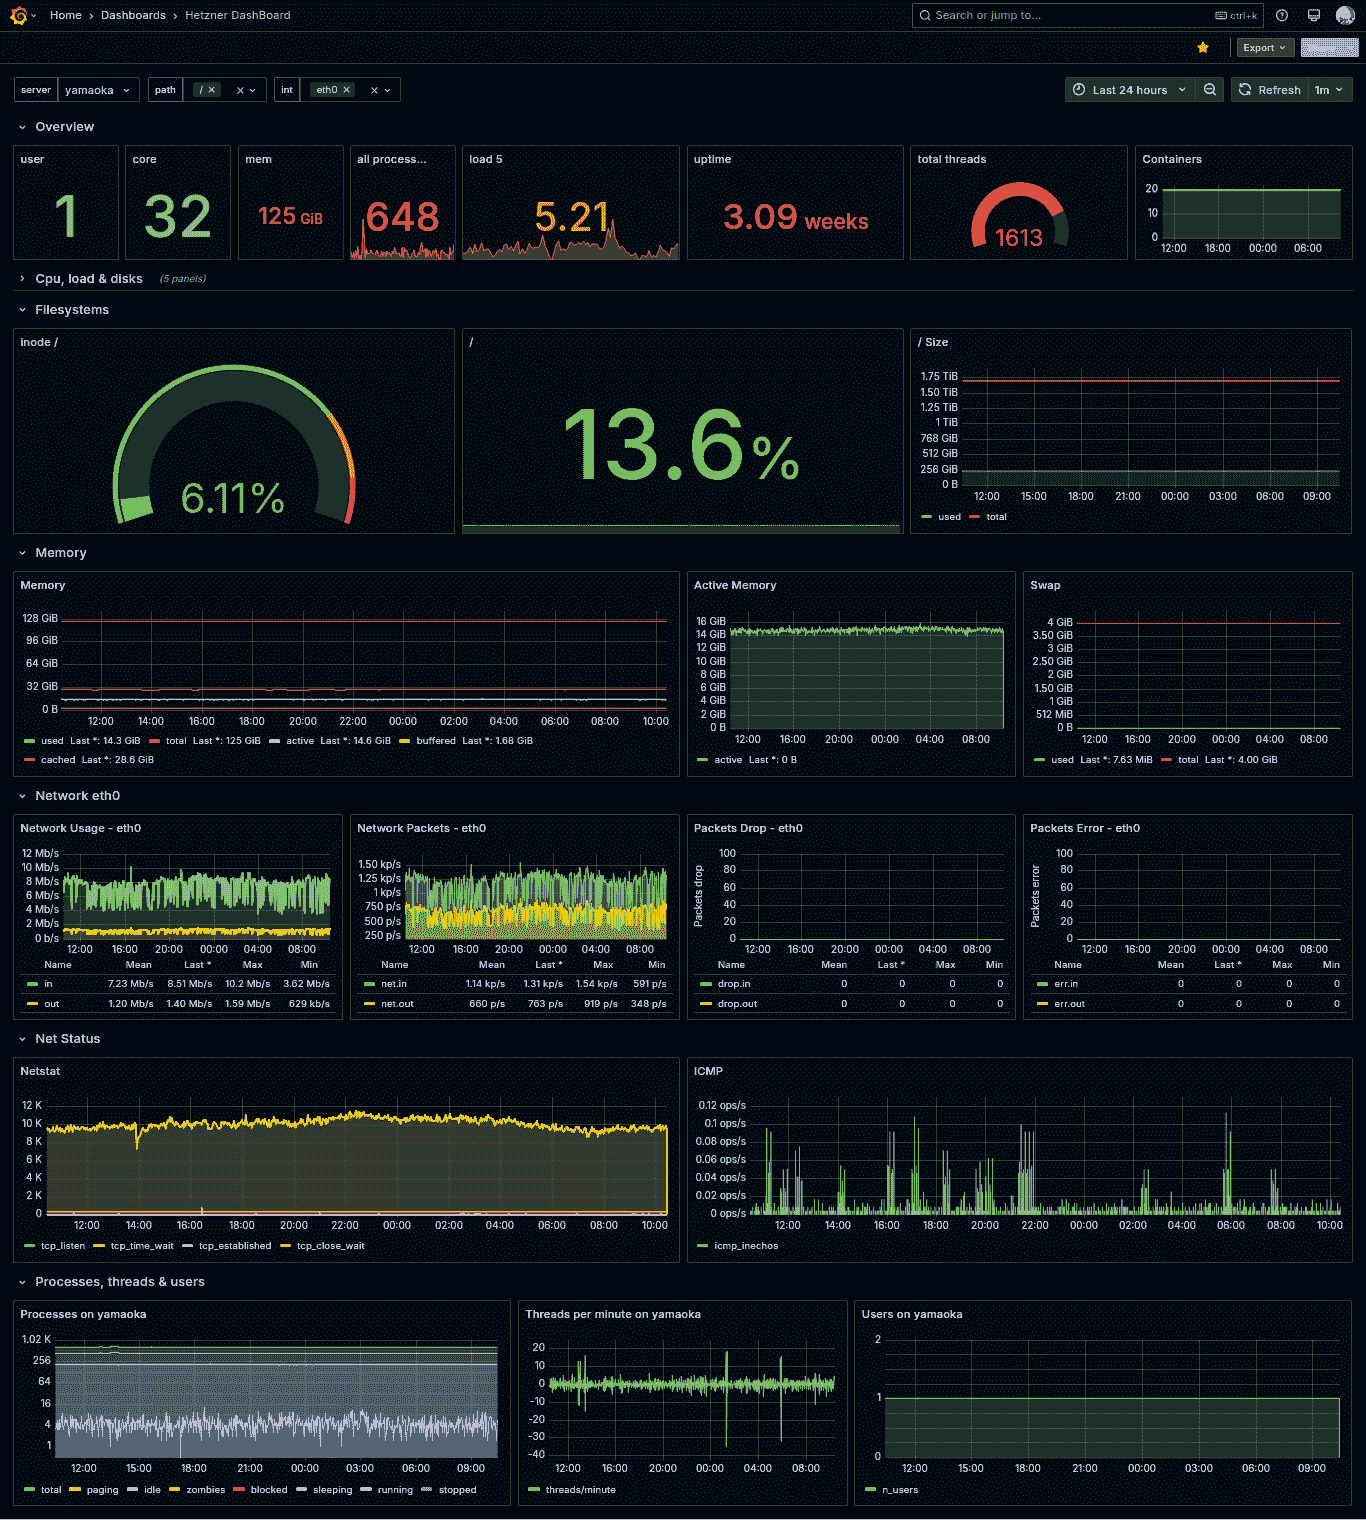 Home › Dashboards › Hetzner DashBoard
Search or jump to... ctrl+k
Export
server yamaoka path / × × int eth0 × ×
Last 24 hours Refresh 1m
Overview
user core mem all process... load 5 uptime total threads Containers
1 32 125 GiB 648 5.21 3.09 weeks 1613
20
10
0
12:00 18:00 00:00 06:00
Cpu, load & disks (5 panels)
Filesystems
inode /
6.11%
/
13.6%
/ Size
1.75 TiB
1.50 TiB
1.25 TiB
1 TiB
768 GiB
512 GiB
256 GiB
0 B
12:00 15:00 18:00 21:00 00:00 03:00 06:00 09:00
used total
Memory
Memory
128 GiB
96 GiB
64 GiB
32 GiB
0 B
12:00 14:00 16:00 18:00 20:00 22:00 00:00 02:00 04:00 06:00 08:00 10:00
used Last *: 14.3 GiB total Last *: 125 GiB active Last *: 14.6 GiB buffered Last *: 1.68 GiB
cached Last *: 28.6 GiB
Active Memory
16 GiB
14 GiB
12 GiB
10 GiB
8 GiB
6 GiB
4 GiB
2 GiB
0 B
12:00 16:00 20:00 00:00 04:00 08:00
active Last *: 0 B
Swap
4 GiB
3.50 GiB
3 GiB
2.50 GiB
2 GiB
1.50 GiB
1 GiB
512 MiB
0 B
12:00 16:00 20:00 00:00 04:00 08:00
used Last *: 7.63 MiB total Last *: 4.00 GiB
Network eth0
Network Usage - eth0
12 Mb/s
10 Mb/s
8 Mb/s
6 Mb/s
4 Mb/s
2 Mb/s
0 b/s
12:00 16:00 20:00 00:00 04:00 08:00
Name Mean Last * Max Min
in 7.23 Mb/s 8.51 Mb/s 10.2 Mb/s 3.62 Mb/s
out 1.20 Mb/s 1.40 Mb/s 1.59 Mb/s 629 kb/s
Network Packets - eth0
1.50 kp/s
1.25 kp/s
1 kp/s
750 p/s
500 p/s
250 p/s
12:00 16:00 20:00 00:00 04:00 08:00
Name Mean Last * Max Min
net.in 1.14 kp/s 1.31 kp/s 1.54 kp/s 591 p/s
net.out 660 p/s 763 p/s 919 p/s 348 p/s
Packets Drop - eth0
Packets drop
100
80
60
40
20
0
12:00 16:00 20:00 00:00 04:00 08:00
Name Mean Last * Max Min
drop.in 0 0 0 0
drop.out 0 0 0 0
Packets Error - eth0
Packets error
100
80
60
40
20
0
12:00 16:00 20:00 00:00 04:00 08:00
Name Mean Last * Max Min
err.in 0 0 0 0
err.out 0 0 0 0
Net Status
Netstat
12 K
10 K
8 K
6 K
4 K
2 K
0
12:00 14:00 16:00 18:00 20:00 22:00 00:00 02:00 04:00 06:00 08:00 10:00
tcp_listen tcp_time_wait tcp_established tcp_close_wait
ICMP
0.12 ops/s
0.1 ops/s
0.08 ops/s
0.06 ops/s
0.04 ops/s
0.02 ops/s
0 ops/s
12:00 14:00 16:00 18:00 20:00 22:00 00:00 02:00 04:00 06:00 08:00 10:00
icmp_inechos
Processes, threads & users
Processes on yamaoka
1.02 K
256
64
16
4
1
12:00 15:00 18:00 21:00 00:00 03:00 06:00 09:00
total paging idle zombies blocked sleeping running stopped
Threads per minute on yamaoka
20
10
0
-10
-20
-30
-40
12:00 16:00 20:00 00:00 04:00 08:00
threads/minute
Users on yamaoka
2
1
0
12:00 15:00 18:00 21:00 00:00 03:00 06:00 09:00
n_users